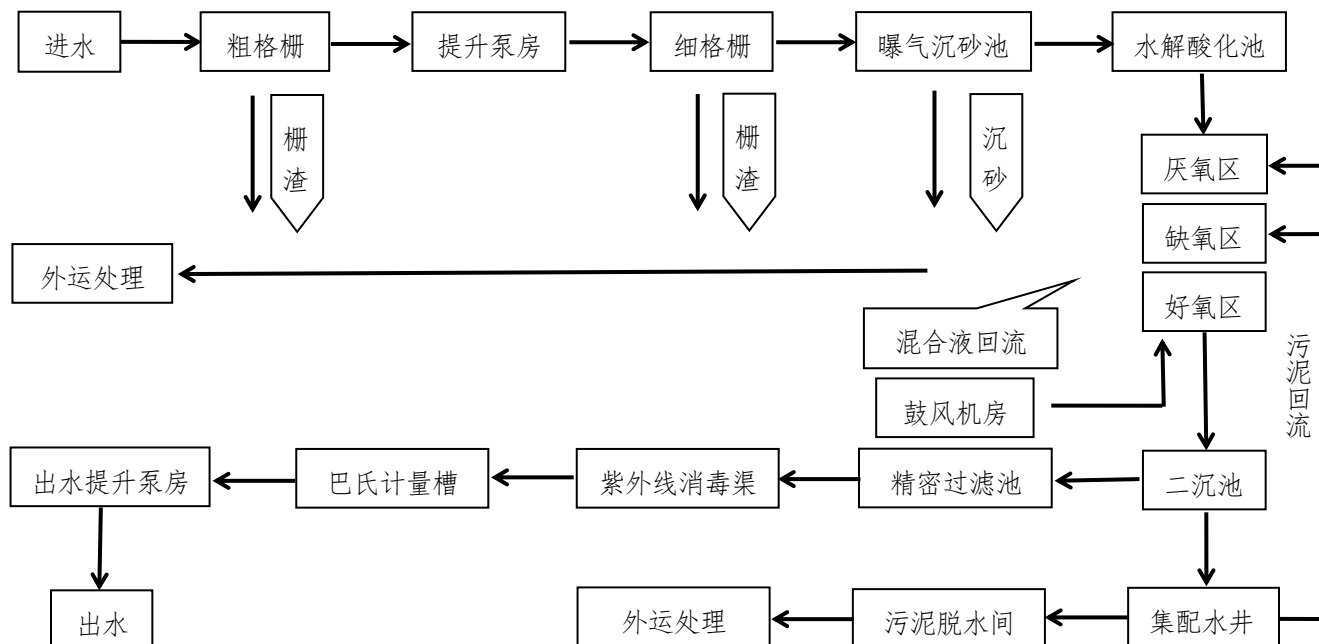 进水
粗格栅
提升泵房
细格栅
曝气沉砂池
水解酸化池
栅渣
栅渣
沉砂
厌氧区
缺氧区
外运处理
好氧区
混合液回流
污泥回流
鼓风机房
出水提升泵房
巴氏计量槽
紫外线消毒渠
精密过滤池
二沉池
出水
外运处理
污泥脱水间
集配水井